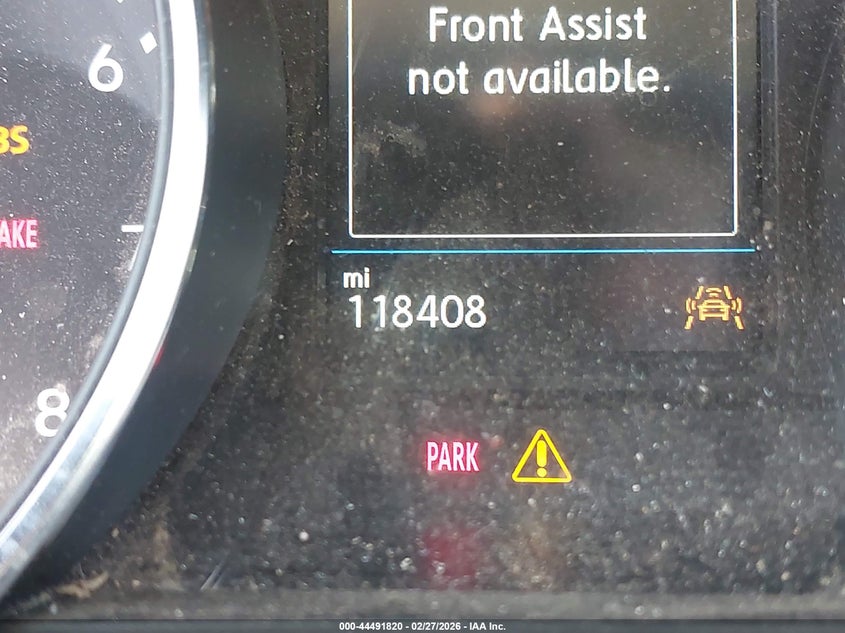 Front Assist
not available.
6
BS
AKE
mi
118408
8
PARK
000-44491820 - 02/27/2026 - IAA Inc.